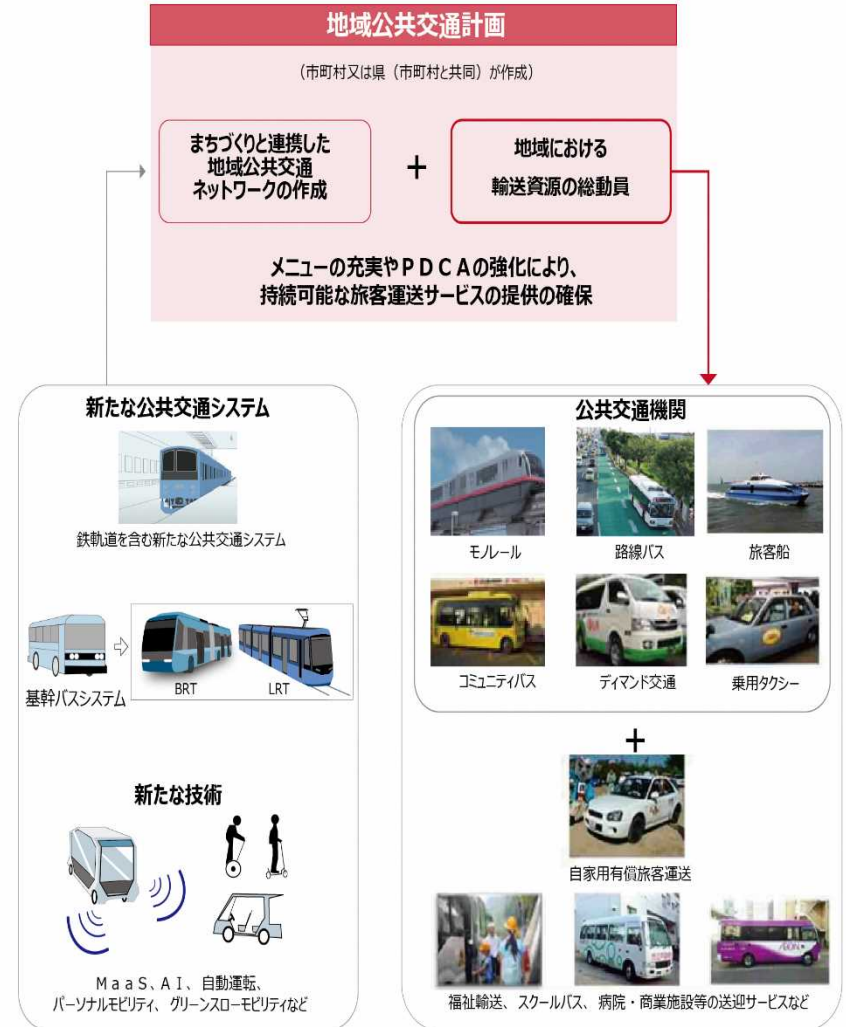 地域公共交通計画
(市町村又は県(市町村と共同)が作成)
まちづくりと連携した
地域公共交通
ネットワークの作成
+
地域における
輸送資源の総動員
メニューの充実やPDCAの強化により、
持続可能な旅客運送サービスの提供の確保
新たな公共交通システム
鉄軌道を含む新たな公共交通システム
基幹バスシステム
BRT
LRT
新たな技術
MaaS、AI、自動運転、
パーソナルモビリティ、グリーンスローモビリティなど
公共交通機関
モノレール
路線バス
旅客船
コミュニティバス
ディマンド交通
乗用タクシー
+
自家用有償旅客運送
AEON
福祉輸送、スクールバス、病院・商業施設等の送迎サービスなど